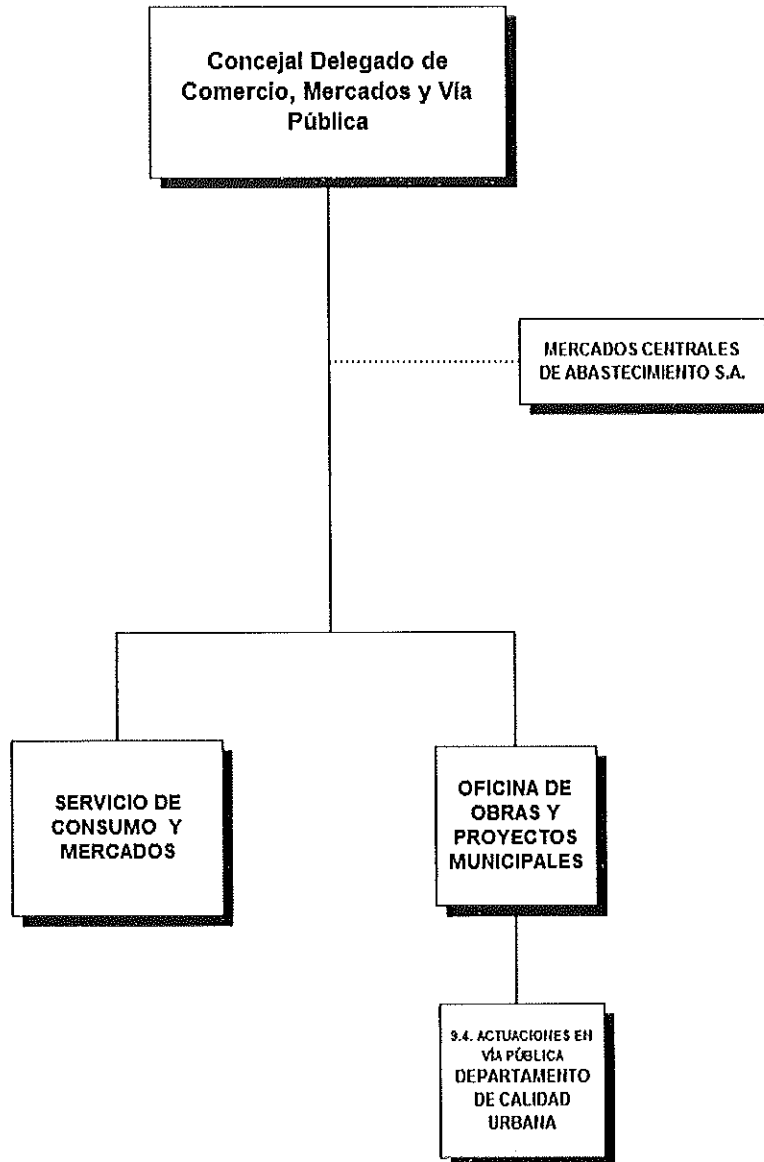 Concejal Delegado de
Comercio, Mercados y Vía
Pública
MERCADOS CENTRALES
DE ABASTECIMIENTO S.A.
SERVICIO DE
CONSUMO Y
MERCADOS
OFICINA DE
OBRAS Y
PROYECTOS
MUNICIPALES
9.4. ACTUACIONES EN
VÍA PÚBLICA
DEPARTAMENTO
DE CALIDAD
URBANA